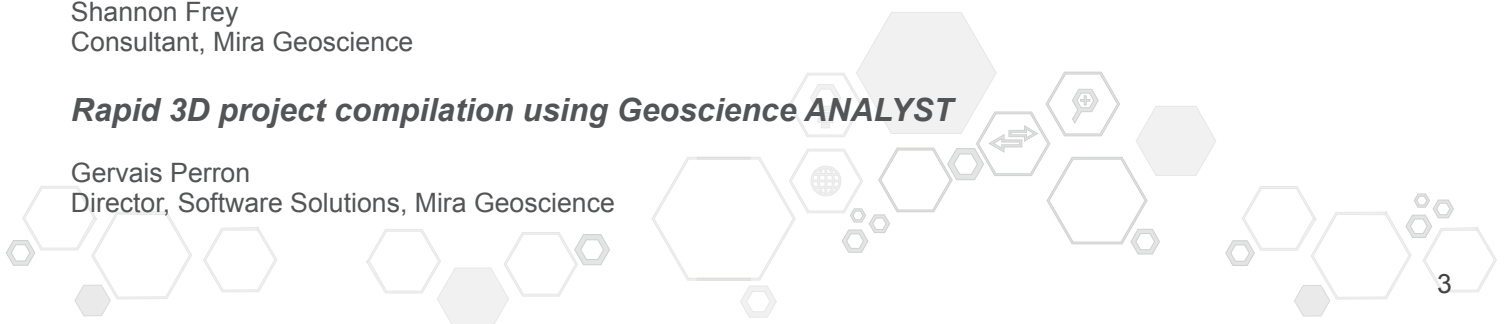 Shannon Frey
Consultant, Mira Geoscience
Rapid 3D project compilation using Geoscience ANALYST
Gervais Perron
Director, Software Solutions, Mira Geoscience
3